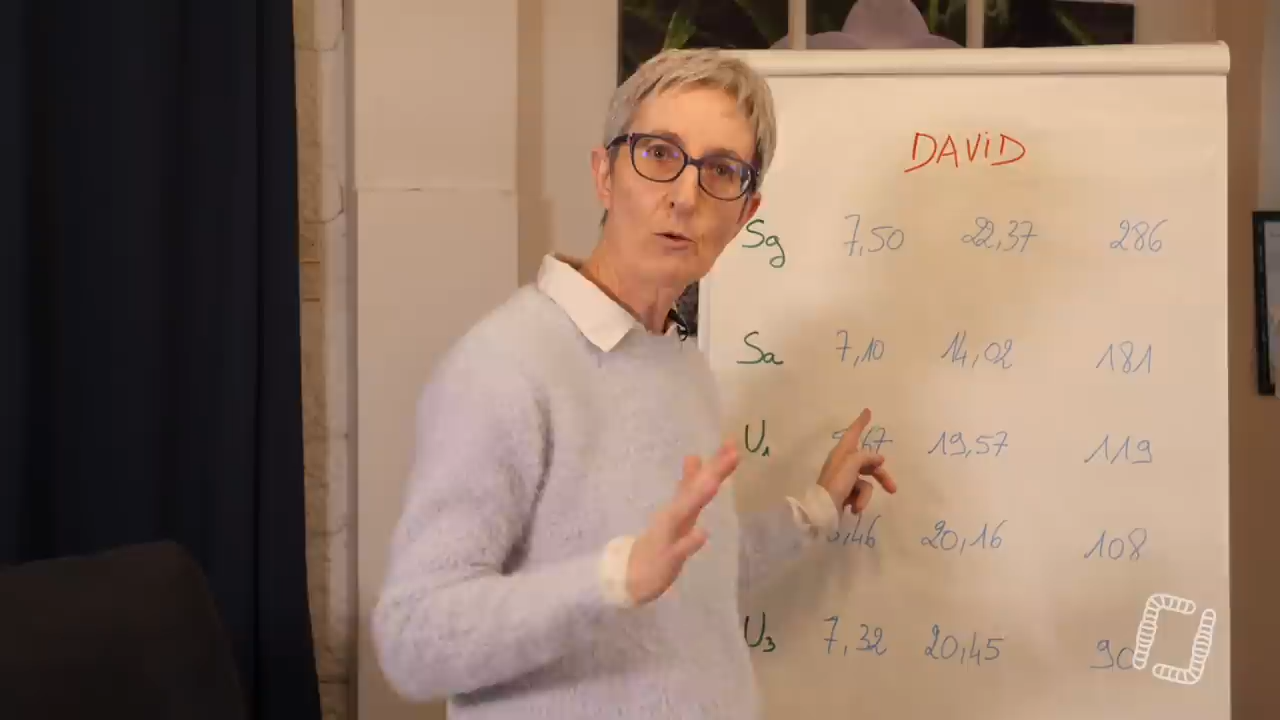 DAViD
Sg 7,50 22,37 286
Sa 7,10 14,02 181
U1 19,57 119
20,16 108
U3 7,32 20,45 90